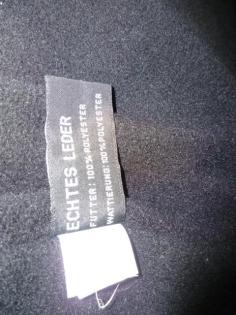 ECHTES LEDER
FUTTER: 100% POLYESTER
WATTIERUNG: 100% POLYESTER